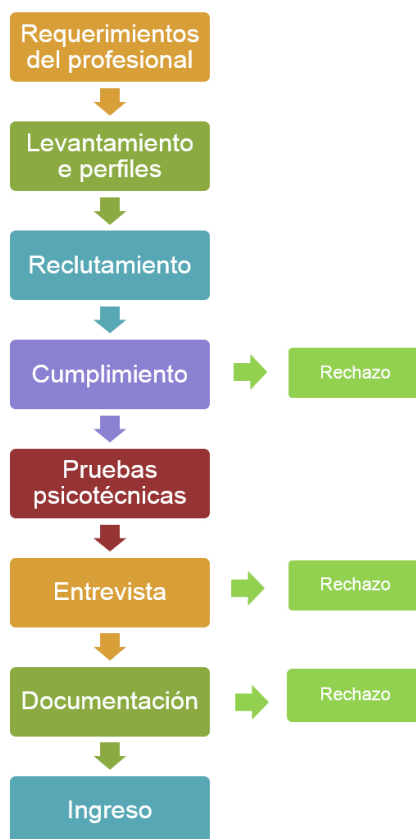 Requerimientos
del profesional
Levantamiento
e perfiles
Reclutamiento
Cumplimiento
Rechazo
Pruebas
psicotécnicas
Entrevista
Rechazo
Documentación
Rechazo
Ingreso